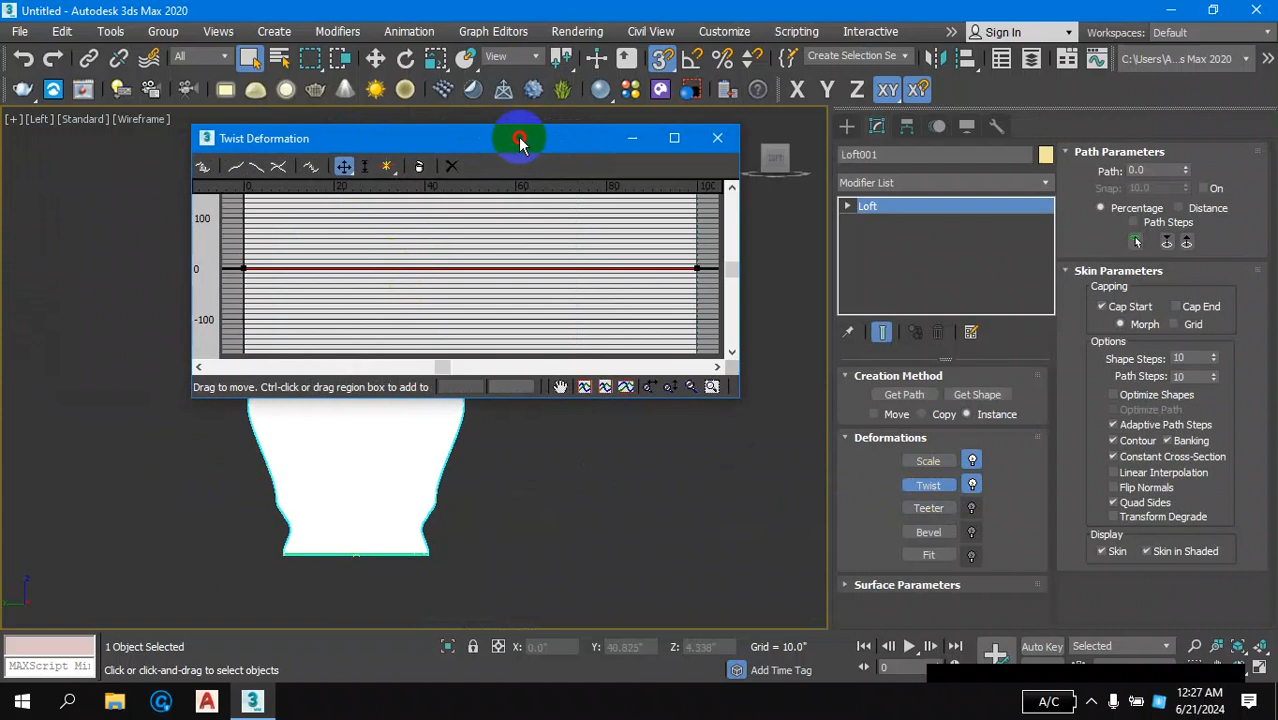 Untitled - Autodesk 3ds Max 2020
File Edit Tools Group Views Create Modifiers Animation Graph Editors Rendering Civil View Customize Scripting Interactive
Sign In
Workspaces: Default
All
View
Create Selection Se
C:\Users\A...s Max 2020
X Y Z XY XY
[+] [Left] [Standard] [Wireframe]
Twist Deformation
0 20 40 60 80 100
100
0
-100
Drag to move. Ctrl-click or drag region box to add to
Loft001
Modifier List
Loft
Creation Method
Get Path Get Shape
Move Copy Instance
Deformations
Scale
Twist
Teeter
Bevel
Fit
Surface Parameters
Path Parameters
Path: 0.0
Snap: 10.0 On
Percentage Distance
Path Steps
Skin Parameters
Capping
Cap Start Cap End
Morph Grid
Options
Shape Steps: 10
Path Steps: 10
Optimize Shapes
Optimize Path
Adaptive Path Steps
Contour Banking
Constant Cross-Section
Linear Interpolation
Flip Normals
Quad Sides
Transform Degrade
Display
Skin Skin in Shaded
1 Object Selected
X: 0.0" Y: 40.825" Z: 4.338" Grid = 10.0"
Auto Key Selected
MAXScript Mi
Click or click-and-drag to select objects
Add Time Tag
0
A/C
12:27 AM
6/21/2024